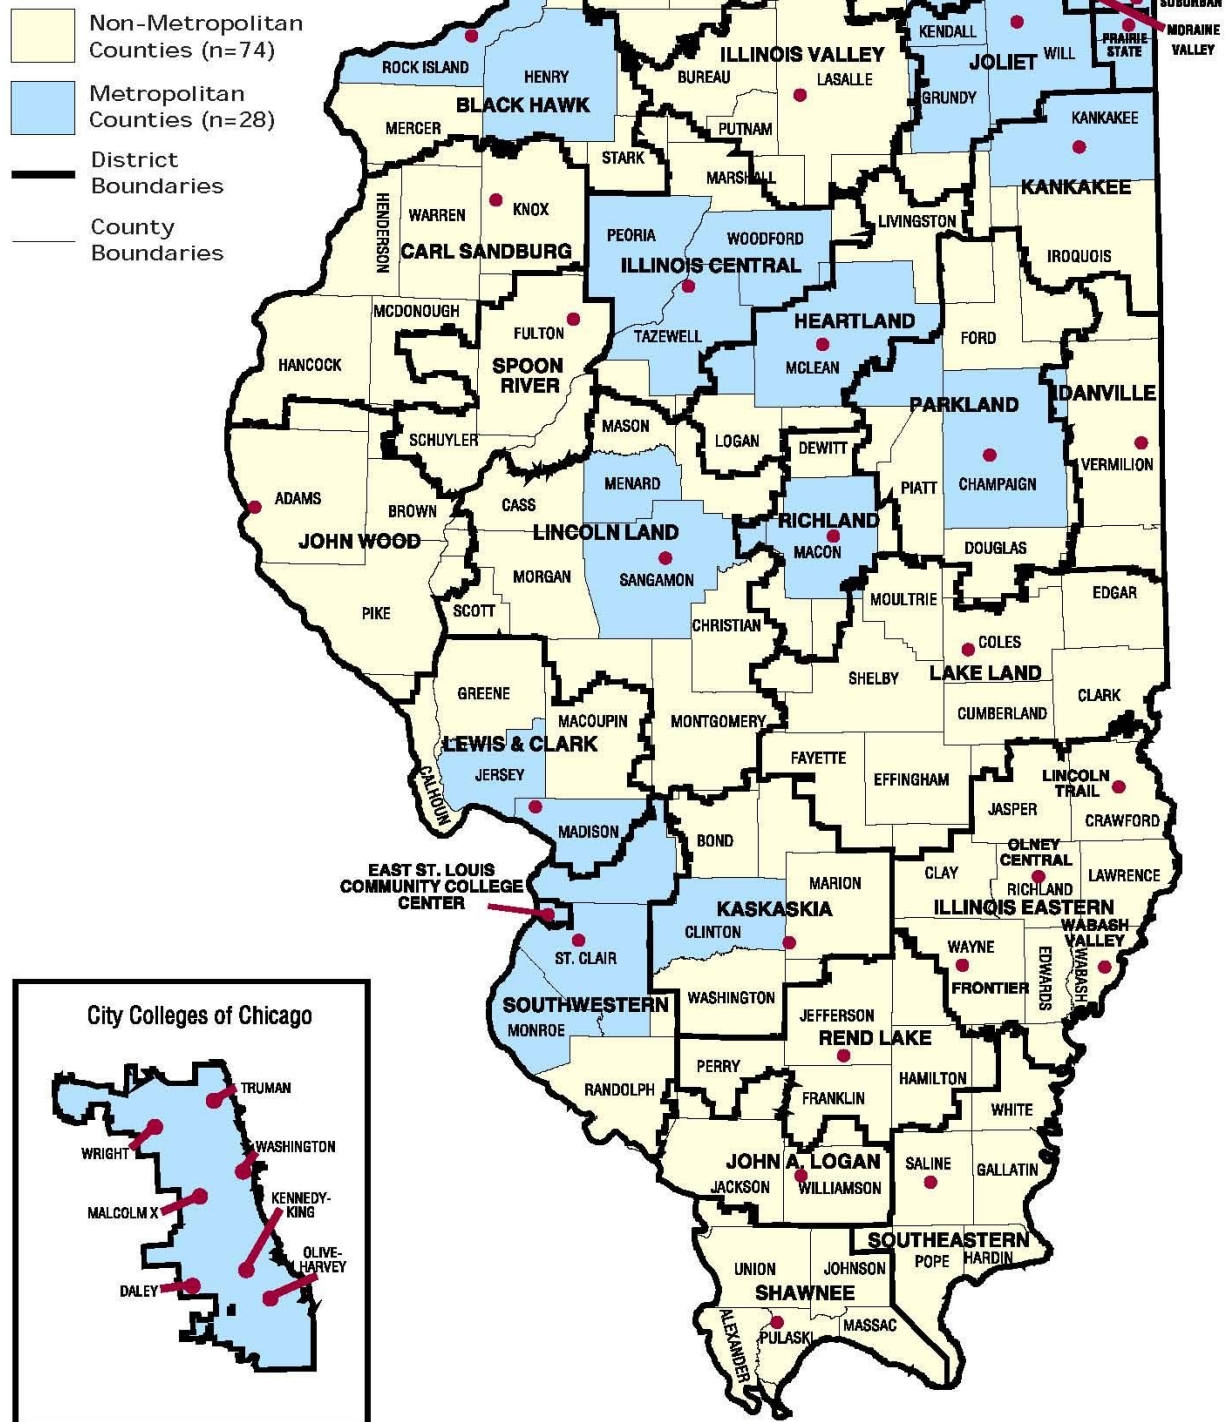 Non-Metropolitan
Counties (n=74)
Metropolitan
Counties (n=28)
District
Boundaries
County
Boundaries
SUBURBAN
MORAINE
VALLEY
PRAIRIE
STATE
KENDALL
WILL
JOLIET
GRUNDY
ILLINOIS VALLEY
BUREAU
LASALLE
PUTNAM
ROCK ISLAND
HENRY
BLACK HAWK
MERCER
STARK
MARSHALL
KANKAKEE
KANKAKEE
HENDERSON
WARREN
KNOX
CARL SANDBURG
PEORIA
WOODFORD
ILLINOIS CENTRAL
LIVINGSTON
IROQUOIS
MCDONOUGH
FULTON
SPOON
RIVER
TAZEWELL
HEARTLAND
MCLEAN
FORD
HANCOCK
PARKLAND
DANVILLE
SCHUYLER
MASON
LOGAN
DEWITT
VERMILION
ADAMS
BROWN
CASS
MENARD
PIATT
CHAMPAIGN
JOHN WOOD
LINCOLN LAND
RICHLAND
MACON
DOUGLAS
MORGAN
SANGAMON
PIKE
SCOTT
CHRISTIAN
MOULTRIE
EDGAR
COLES
LAKE LAND
SHELBY
GREENE
MACOUPIN
MONTGOMERY
CUMBERLAND
CLARK
LEWIS & CLARK
JERSEY
CALHOUN
FAYETTE
EFFINGHAM
LINCOLN
TRAIL
JASPER
CRAWFORD
MADISON
BOND
OLNEY
CENTRAL
CLAY
RICHLAND
LAWRENCE
EAST ST. LOUIS
COMMUNITY COLLEGE
CENTER
MARION
KASKASKIA
CLINTON
ILLINOIS EASTERN
WABASH
VALLEY
ST. CLAIR
WAYNE
EDWARDS
WABASH
FRONTIER
SOUTHWESTERN
MONROE
WASHINGTON
JEFFERSON
REND LAKE
RANDOLPH
PERRY
FRANKLIN
HAMILTON
WHITE
JOHN A. LOGAN
JACKSON
WILLIAMSON
SALINE
GALLATIN
SOUTHEASTERN
POPE
HARDIN
UNION
JOHNSON
SHAWNEE
ALEXANDER
PULASKI
MASSAC
City Colleges of Chicago
TRUMAN
WRIGHT
WASHINGTON
MALCOLM X
KENNEDY-
KING
OLIVE-
HARVEY
DALEY